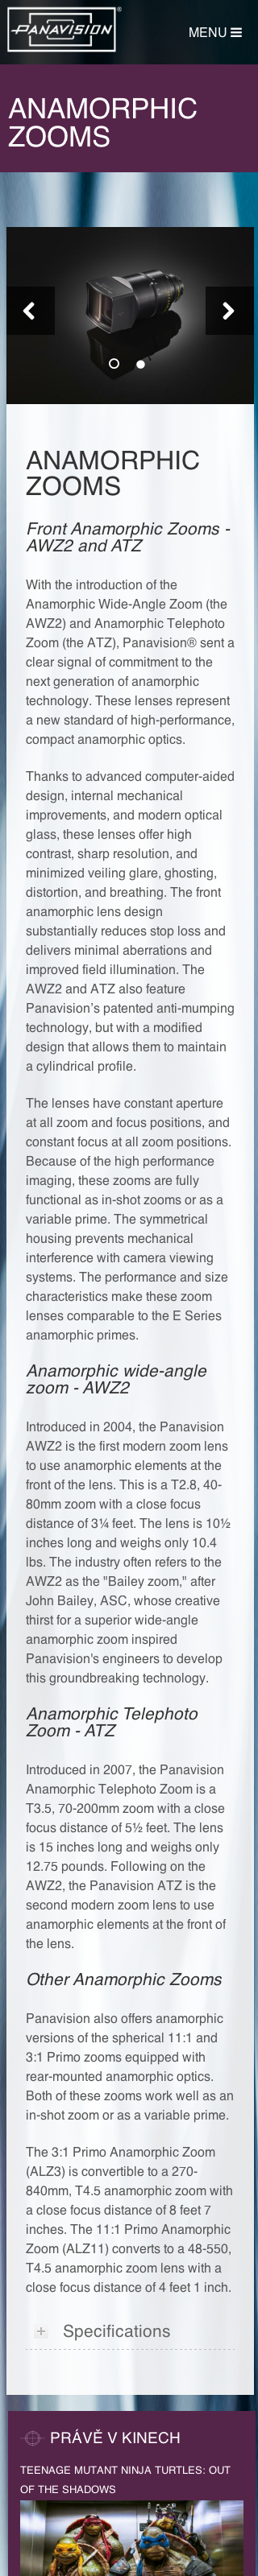 PANAVISION®
MENU
ANAMORPHIC
ZOOMS
ANAMORPHIC
ZOOMS
Front Anamorphic Zooms -
AWZ2 and ATZ
With the introduction of the
Anamorphic Wide-Angle Zoom (the
AWZ2) and Anamorphic Telephoto
Zoom (the ATZ), Panavision® sent a
clear signal of commitment to the
next generation of anamorphic
technology. These lenses represent
a new standard of high-performance,
compact anamorphic optics.
Thanks to advanced computer-aided
design, internal mechanical
improvements, and modern optical
glass, these lenses offer high
contrast, sharp resolution, and
minimized veiling glare, ghosting,
distortion, and breathing. The front
anamorphic lens design
substantially reduces stop loss and
delivers minimal aberrations and
improved field illumination. The
AWZ2 and ATZ also feature
Panavision's patented anti-mumping
technology, but with a modified
design that allows them to maintain
a cylindrical profile.
The lenses have constant aperture
at all zoom and focus positions, and
constant focus at all zoom positions.
Because of the high performance
imaging, these zooms are fully
functional as in-shot zooms or as a
variable prime. The symmetrical
housing prevents mechanical
interference with camera viewing
systems. The performance and size
characteristics make these zoom
lenses comparable to the E Series
anamorphic primes.
Anamorphic wide-angle
zoom - AWZ2
Introduced in 2004, the Panavision
AWZ2 is the first modern zoom lens
to use anamorphic elements at the
front of the lens. This is a T2.8, 40-
80mm zoom with a close focus
distance of 3¼ feet. The lens is 10½
inches long and weighs only 10.4
lbs. The industry often refers to the
AWZ2 as the "Bailey zoom," after
John Bailey, ASC, whose creative
thirst for a superior wide-angle
anamorphic zoom inspired
Panavision's engineers to develop
this groundbreaking technology.
Anamorphic Telephoto
Zoom - ATZ
Introduced in 2007, the Panavision
Anamorphic Telephoto Zoom is a
T3.5, 70-200mm zoom with a close
focus distance of 5½ feet. The lens
is 15 inches long and weighs only
12.75 pounds. Following on the
AWZ2, the Panavision ATZ is the
second modern zoom lens to use
anamorphic elements at the front of
the lens.
Other Anamorphic Zooms
Panavision also offers anamorphic
versions of the spherical 11:1 and
3:1 Primo zooms equipped with
rear-mounted anamorphic optics.
Both of these zooms work well as an
in-shot zoom or as a variable prime.
The 3:1 Primo Anamorphic Zoom
(ALZ3) is convertible to a 270-
840mm, T4.5 anamorphic zoom with
a close focus distance of 8 feet 7
inches. The 11:1 Primo Anamorphic
Zoom (ALZ11) converts to a 48-550,
T4.5 anamorphic zoom lens with a
close focus distance of 4 feet 1 inch.
Specifications
PRÁVĚ V KINECH
TEENAGE MUTANT NINJA TURTLES: OUT
OF THE SHADOWS